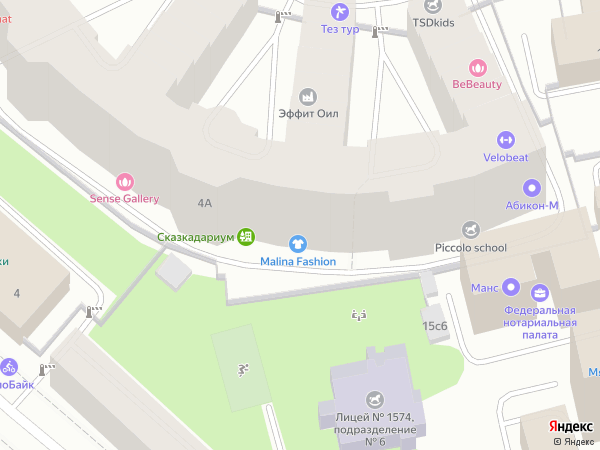 Тез тур
TSDkids
BeBeauty
Эффит Оил
Velobeat
Sense Gallery
4А
Абикон-М
Сказкадариум
Malina Fashion
Piccolo school
4
Манс
Федеральная
нотариальная
палата
15с6
Лицей № 1574,
подразделение
№ 6
Яндекс
© Яндекс